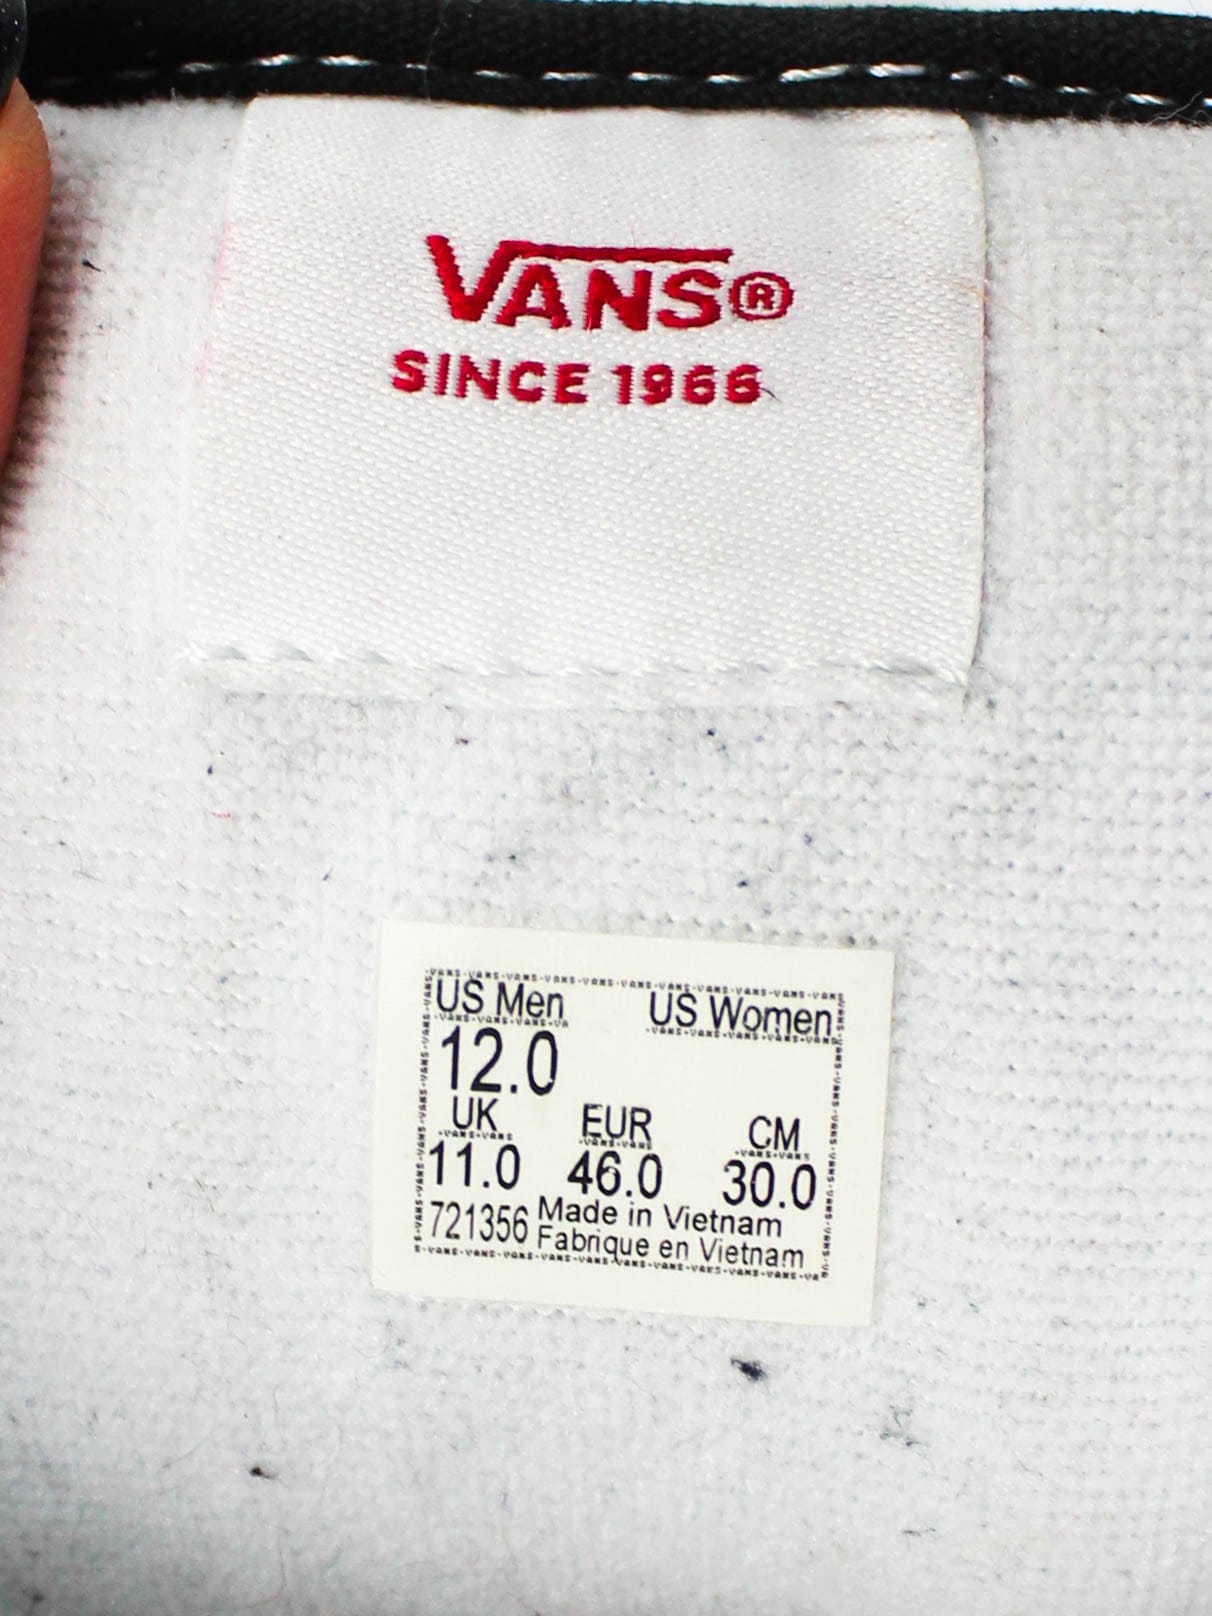 VANS®
SINCE 1966
US Men US Women
12.0
UK EUR CM
11.0 46.0 30.0
721356 Made in Vietnam
Fabrique en Vietnam